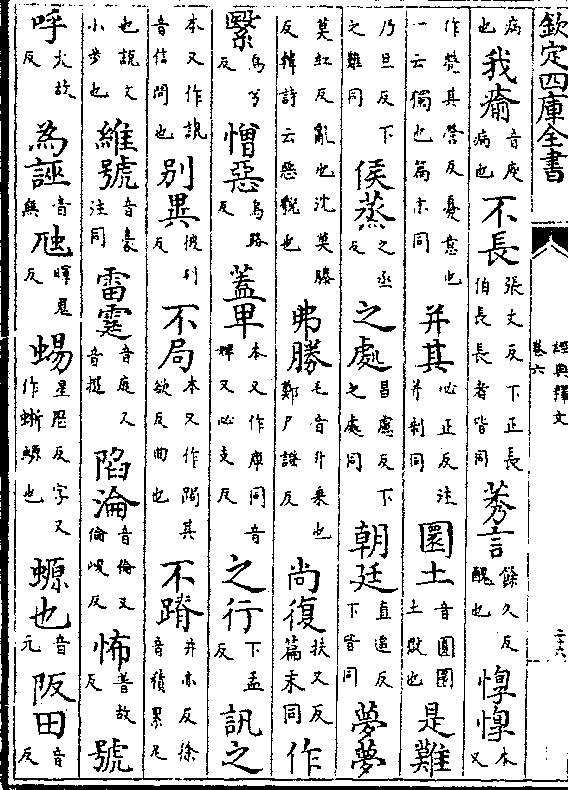 欽定四庫全書
經典釋文
卷六
二十六
病也我瘉音庾病也不長張丈反下正長伯長長者皆同莠言餘久反醜也惸惸本又
作煢其營反憂意也一云獨也篇末同并其必正反注并制同圜土音圓圜土獄也是難
乃旦反下之難同侯蒸之丞反之處昌慮反下之處同朝廷直遙反下皆同夢夢
莫紅反亂也沈莫滕反韓詩云惡貌也弗勝毛音升乗也鄭尸證反尚復扶又反篇末同作
繄烏兮反憎惡烏路反蓋卑本又作庳同音婢又必支反之行下孟反訊之
本又作訊音信問也别異彼列反不局本又作跼其欲反曲也不蹐井亦反徐音積累足
也說文小步也維號音豪注同雷霆音庭又音挺陷淪音倫又倫峻反怖普故反號
呼火故反為誣音無虺暉鬼反蜴星歷反字又作蜥螈也螈也音元阪田音反